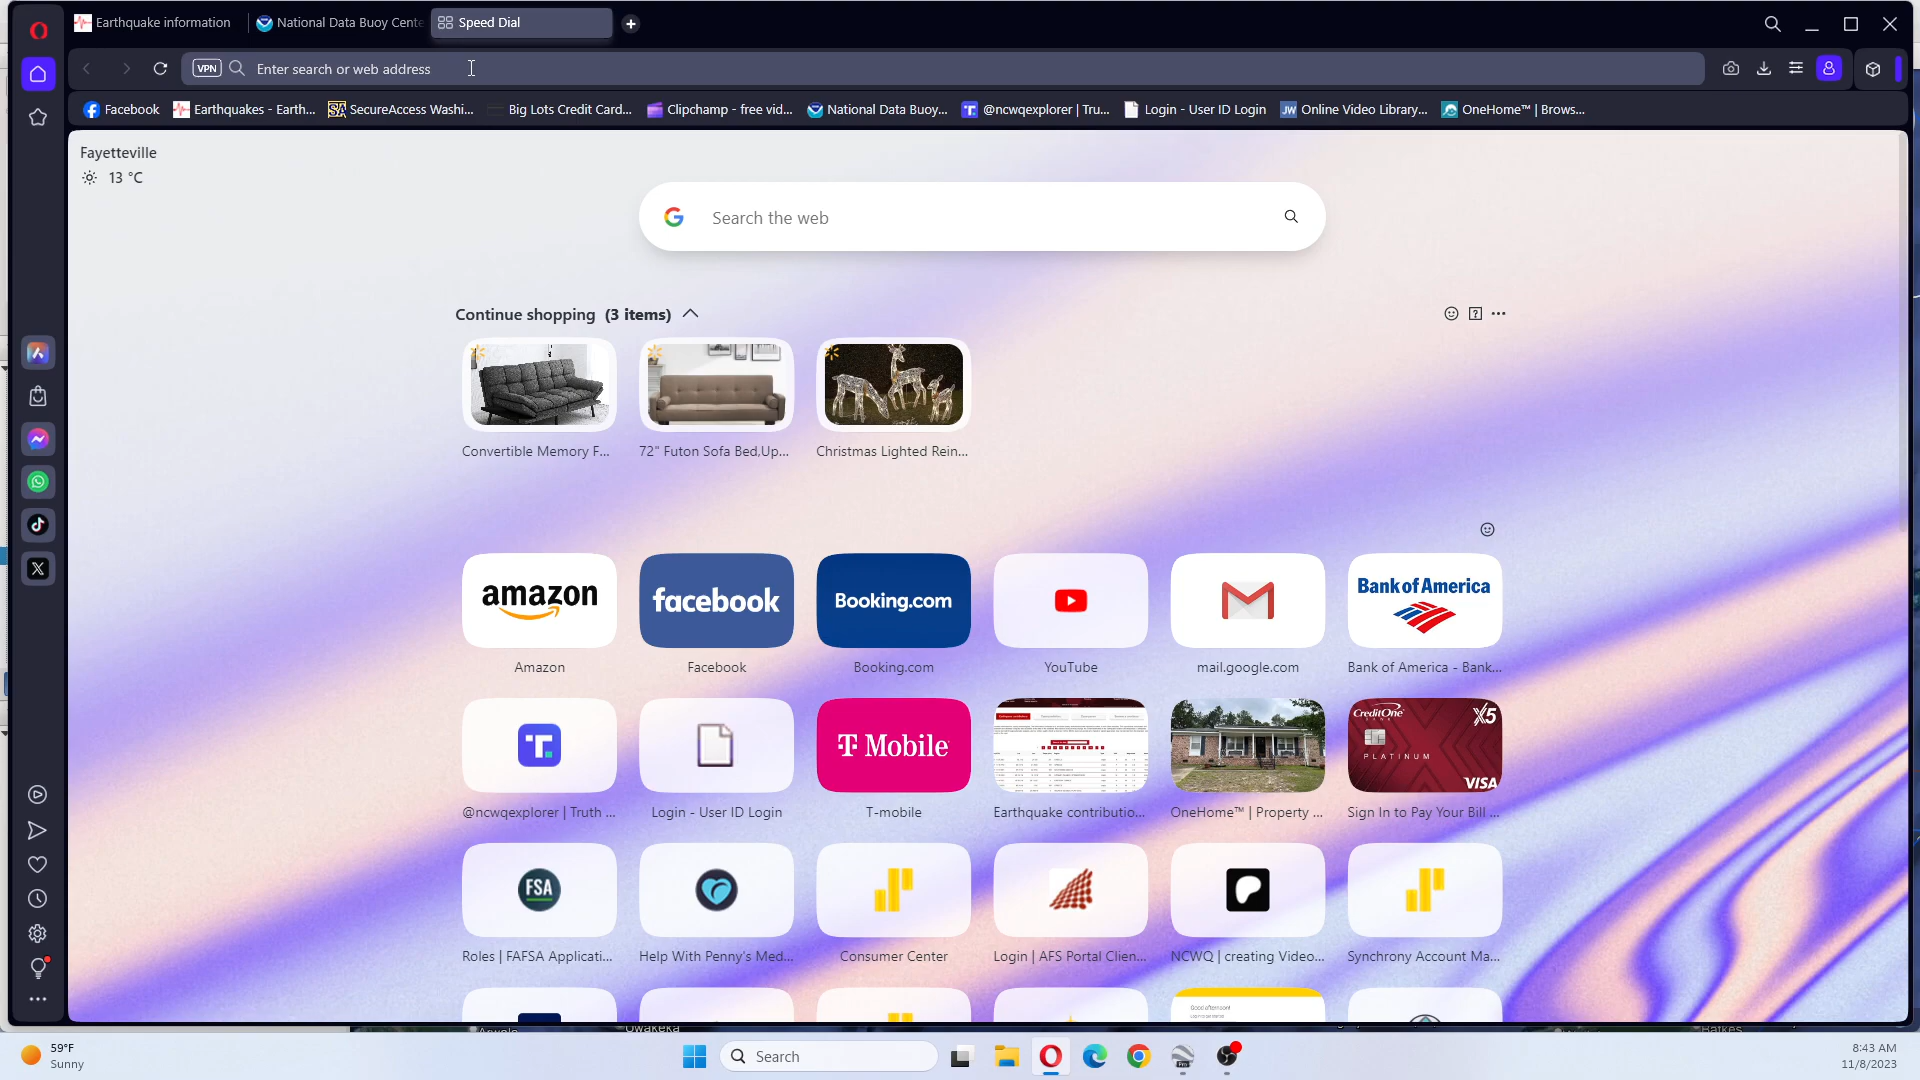 Earthquake information
National Data Buoy Cente
Speed Dial
VPN
Enter search or web address
Facebook
Earthquakes - Earth...
SecureAccess Washi...
Big Lots Credit Card...
Clipchamp - free vid...
National Data Buoy...
@ncwqexplorer | Tru...
Login - User ID Login
JW Online Video Library...
OneHome™ | Brows...
Fayetteville
13 °C
Search the web
Continue shopping (3 items)
Convertible Memory F...
72" Futon Sofa Bed,Up...
Christmas Lighted Rein...
amazon
facebook
Booking.com
Bank of America
Amazon
Facebook
Booking.com
YouTube
mail.google.com
Bank of America - Bank...
T Mobile
CreditOne
BANK
X5
PLATINUM
VISA
@ncwqexplorer | Truth ...
Login - User ID Login
T-mobile
Earthquake contributio...
OneHome™ | Property ...
Sign In to Pay Your Bill ...
FSA
Roles | FAFSA Applicati...
Help With Penny's Med...
Consumer Center
Login | AFS Portal Clien...
NCWQ | creating Video...
Synchrony Account Ma...
Good afternoon!
Owakeka
59°F
Sunny
Search
8:43 AM
11/8/2023